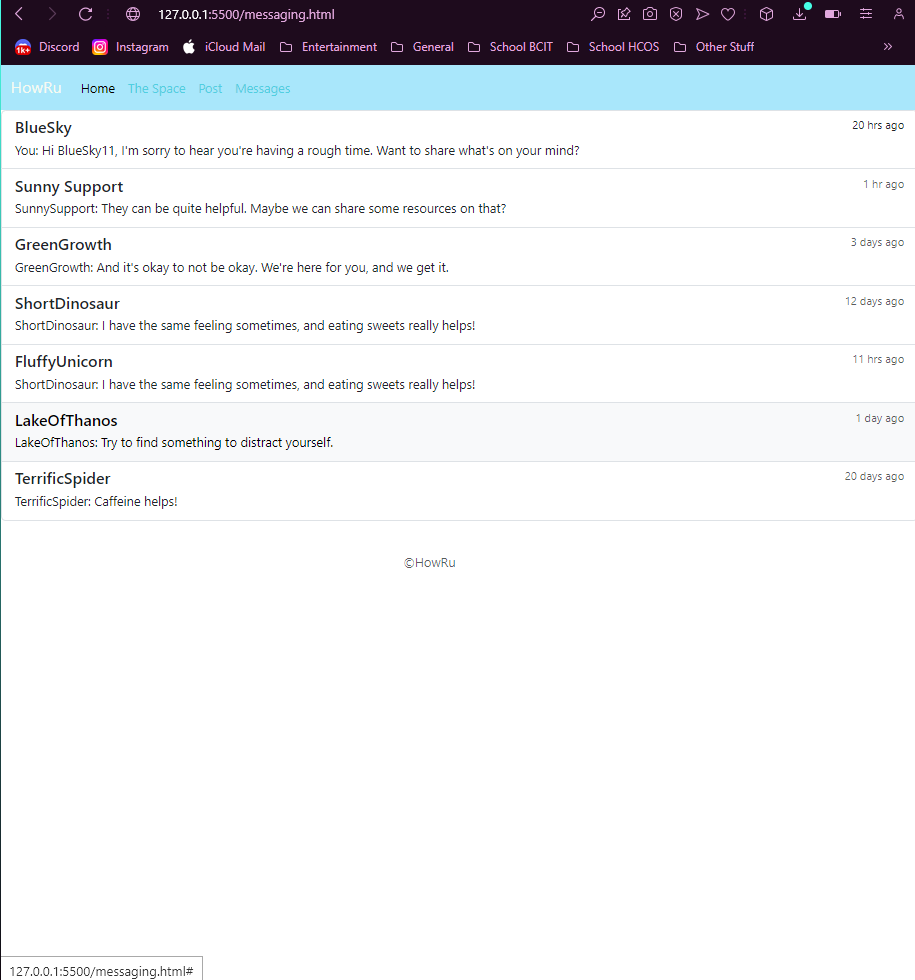 127.0.0.1:5500/messaging.html
1K+ Discord Instagram iCloud Mail Entertainment General School BCIT School HCOS Other Stuff »
HowRu Home The Space Post Messages
BlueSky 20 hrs ago
You: Hi BlueSky11, I'm sorry to hear you're having a rough time. Want to share what's on your mind?
Sunny Support 1 hr ago
SunnySupport: They can be quite helpful. Maybe we can share some resources on that?
GreenGrowth 3 days ago
GreenGrowth: And it's okay to not be okay. We're here for you, and we get it.
ShortDinosaur 12 days ago
ShortDinosaur: I have the same feeling sometimes, and eating sweets really helps!
FluffyUnicorn 11 hrs ago
ShortDinosaur: I have the same feeling sometimes, and eating sweets really helps!
LakeOfThanos 1 day ago
LakeOfThanos: Try to find something to distract yourself.
TerrificSpider 20 days ago
TerrificSpider: Caffeine helps!
©HowRu
127.0.0.1:5500/messaging.html#